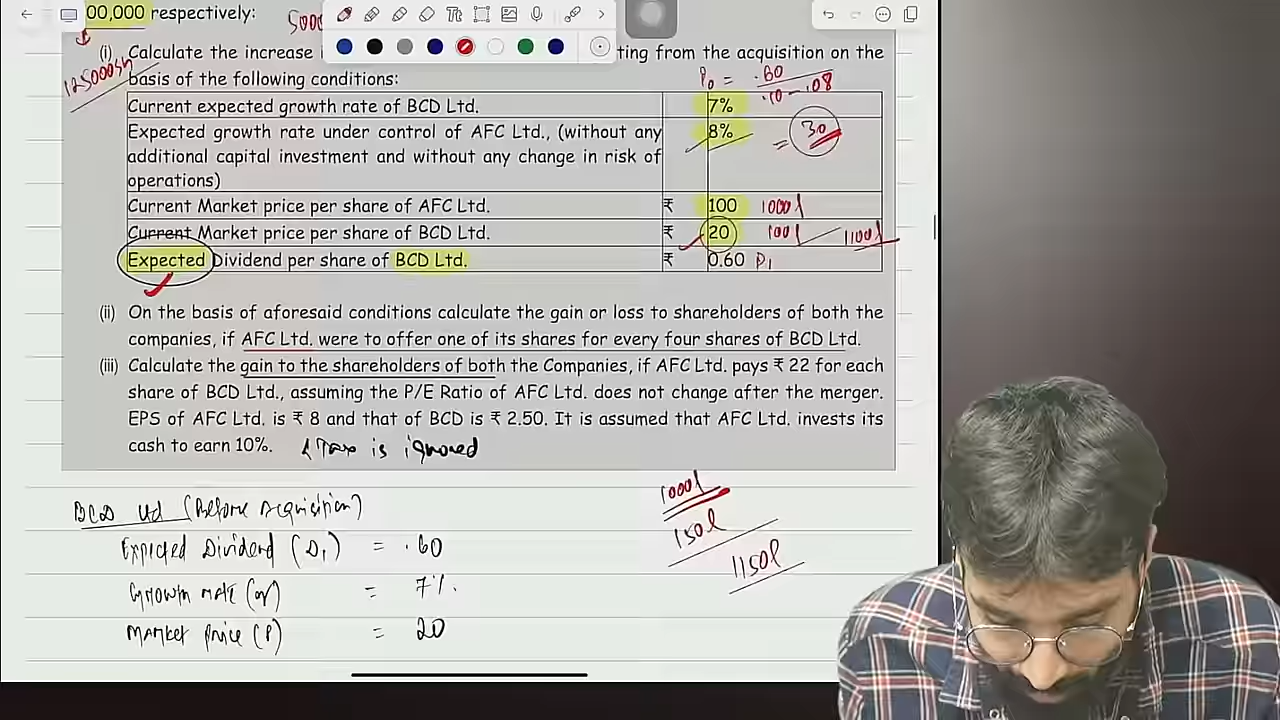 00,000 respectively:
5000
(i) Calculate the increase
ting from the acquisition on the
125000sh
basis of the following conditions:
P₀ = .60
.10 - .08
Current expected growth rate of BCD Ltd. 7%
Expected growth rate under control of AFC Ltd., (without any 8% = 30
additional capital investment and without any change in risk of
operations)
Current Market price per share of AFC Ltd. ₹ 100 1000l
Current Market price per share of BCD Ltd. ₹ 20 100l 1100l
Expected Dividend per share of BCD Ltd. ₹ 0.60 D₁
(ii) On the basis of aforesaid conditions calculate the gain or loss to shareholders of both the
companies, if AFC Ltd. were to offer one of its shares for every four shares of BCD Ltd.
(iii) Calculate the gain to the shareholders of both the Companies, if AFC Ltd. pays ₹ 22 for each
share of BCD Ltd., assuming the P/E Ratio of AFC Ltd. does not change after the merger.
EPS of AFC Ltd. is ₹ 8 and that of BCD is ₹ 2.50. It is assumed that AFC Ltd. invests its
cash to earn 10%. & Tax is ignored
1000l
150l
1150l
BCD Ltd (Before Acquisition)
Expected Dividend (D₁) = .60
Growth rate (g) = 7%.
Market price (P) = 20